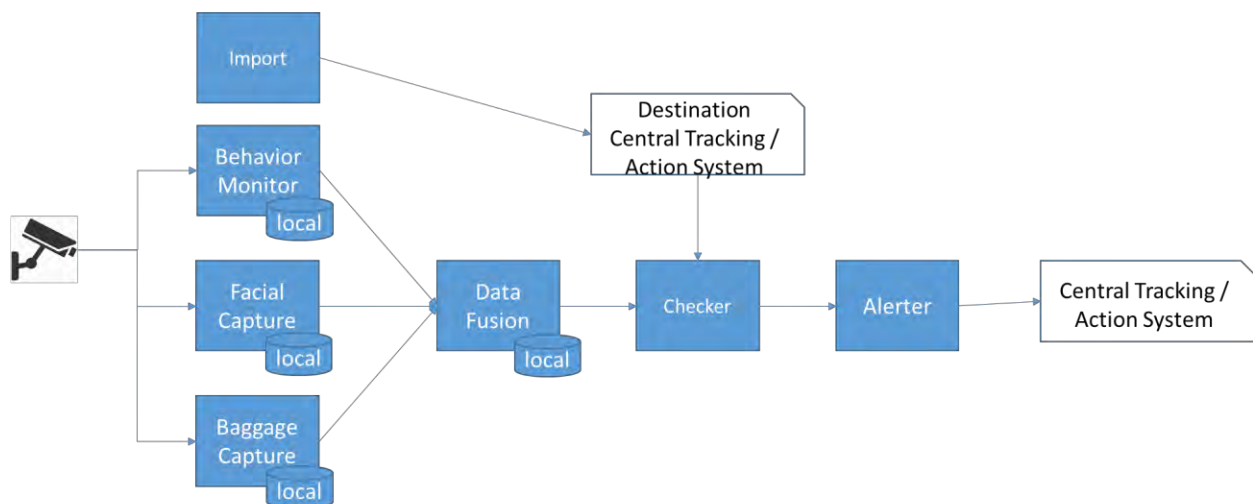 Import
Destination
Central Tracking /
Action System
Behavior
Monitor
local
Facial
Capture
local
Data
Fusion
local
Checker
Alerter
Central Tracking /
Action System
Baggage
Capture
local